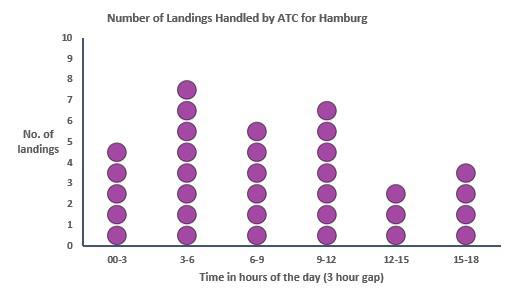 Number of Landings Handled by ATC for Hamburg
10
9
8
7
6
5
4
3
2
1
0
No. of
landings
00-3 3-6 6-9 9-12 12-15 15-18
Time in hours of the day (3 hour gap)